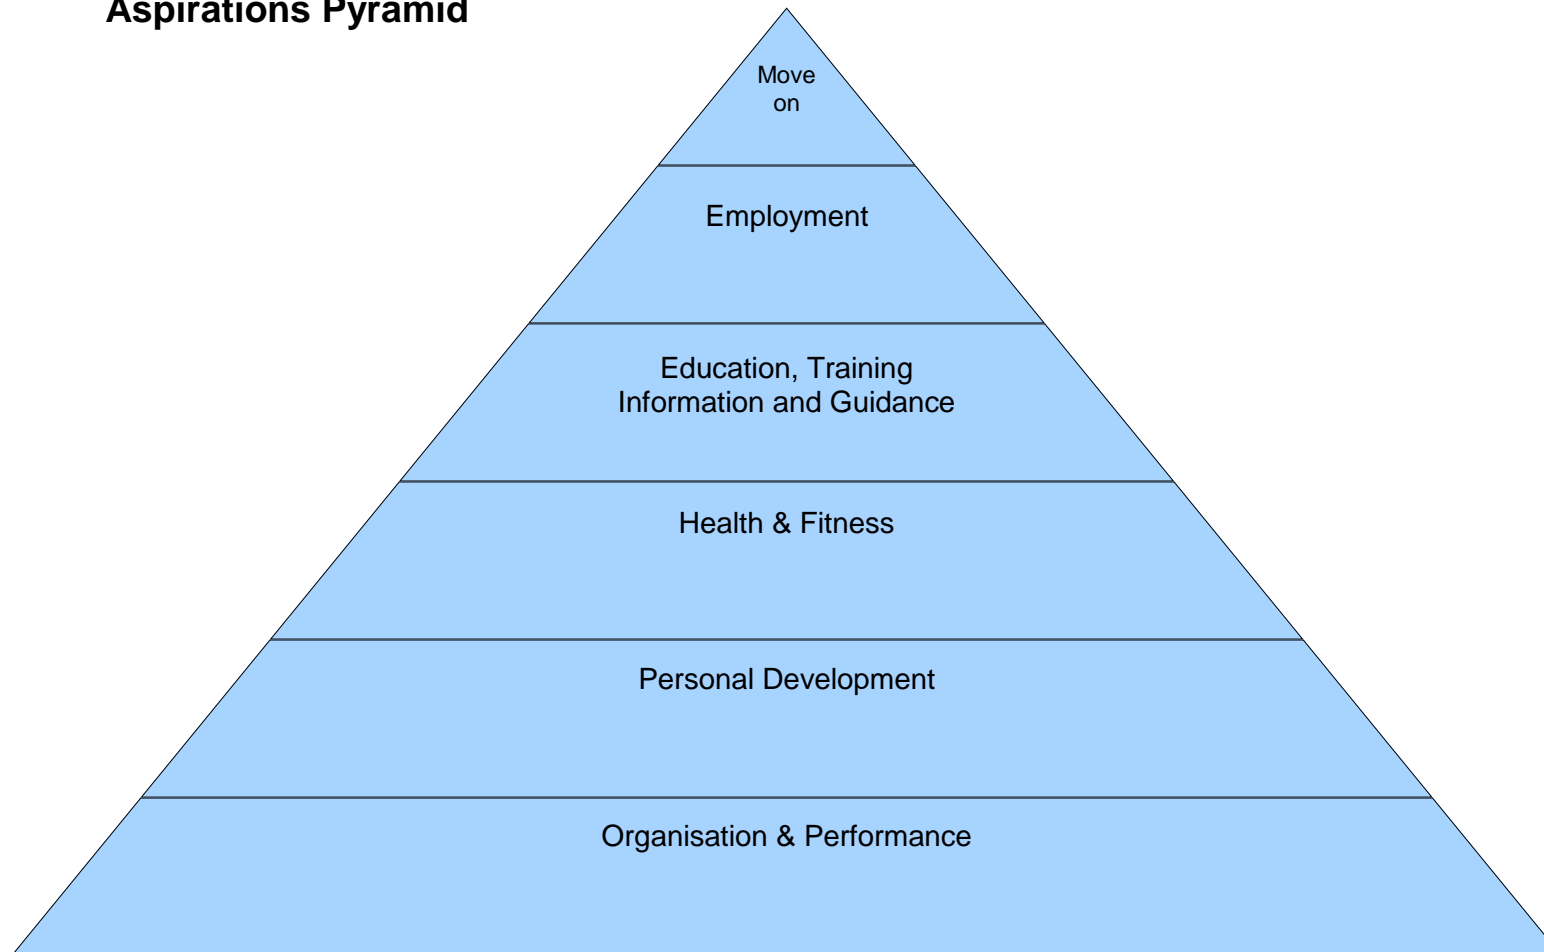 Aspirations Pyramid
Move
on
Employment
Education, Training
Information and Guidance
Health & Fitness
Personal Development
Organisation & Performance